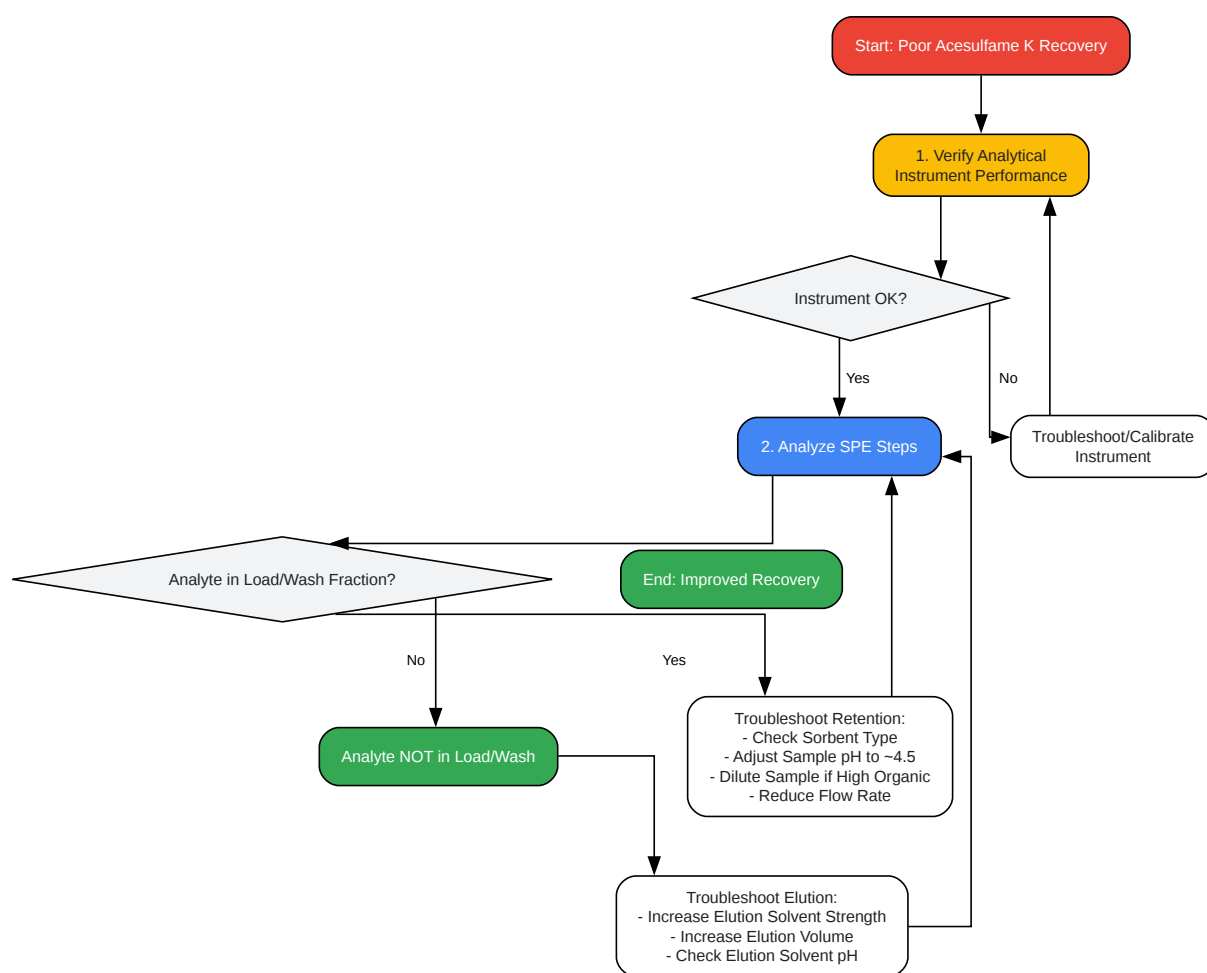 Start: Poor Acesulfame K Recovery
1. Verify Analytical
Instrument Performance
Instrument OK?
Yes
No
2. Analyze SPE Steps
Troubleshoot/Calibrate
Instrument
Analyte in Load/Wash Fraction?
End: Improved Recovery
No
Yes
Analyte NOT in Load/Wash
Troubleshoot Retention:
- Check Sorbent Type
- Adjust Sample pH to ~4.5
- Dilute Sample if High Organic
- Reduce Flow Rate
Troubleshoot Elution:
- Increase Elution Solvent Strength
- Increase Elution Volume
- Check Elution Solvent pH